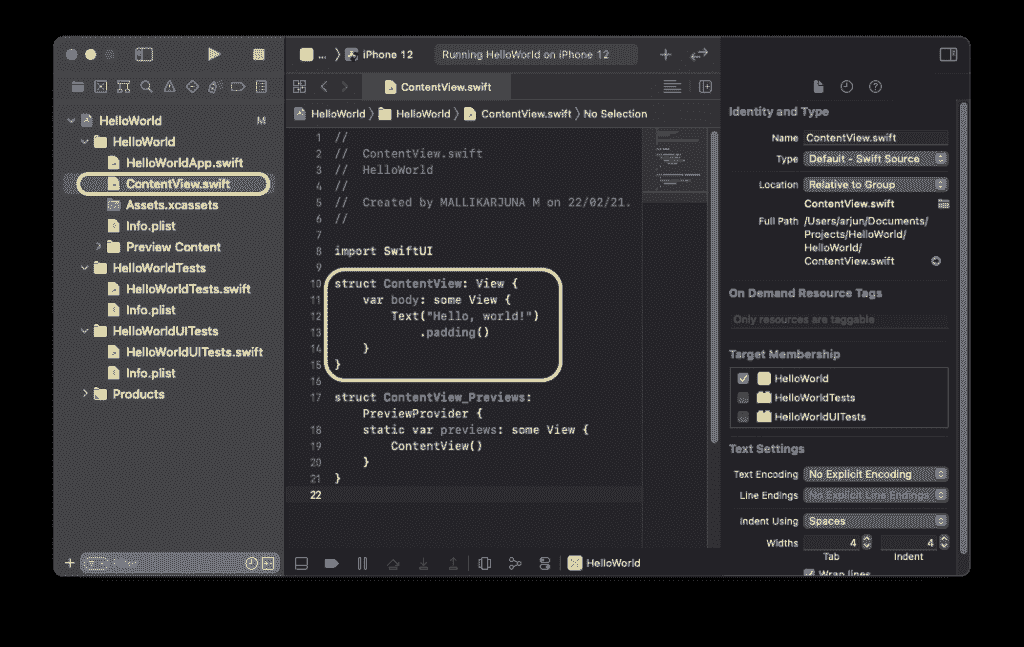 ... iPhone 12
Running HelloWorld on iPhone 12
HelloWorld M
HelloWorld
HelloWorldApp.swift
ContentView.swift
Assets.xcassets
Info.plist
Preview Content
HelloWorldTests
HelloWorldTests.swift
Info.plist
HelloWorldUITests
HelloWorldUITests.swift
Info.plist
Products
Filter
ContentView.swift
HelloWorld HelloWorld ContentView.swift No Selection
1 //
2 // ContentView.swift
3 // HelloWorld
4 //
5 // Created by MALLIKARJUNA M on 22/02/21.
6 //
7
8 import SwiftUI
9
10 struct ContentView: View {
11 var body: some View {
12 Text("Hello, world!")
13 .padding()
14 }
15 }
16
17 struct ContentView_Previews:
PreviewProvider {
18 static var previews: some View {
19 ContentView()
20 }
21 }
22
HelloWorld
Identity and Type
Name ContentView.swift
Type Default - Swift Source
Location Relative to Group
ContentView.swift
Full Path /Users/arjun/Documents/
Projects/HelloWorld/
HelloWorld/
ContentView.swift
On Demand Resource Tags
Only resources are taggable
Target Membership
HelloWorld
HelloWorldTests
HelloWorldUITests
Text Settings
Text Encoding No Explicit Encoding
Line Endings No Explicit Line Endings
Indent Using Spaces
Widths 4 4
Tab Indent
Wrap lines